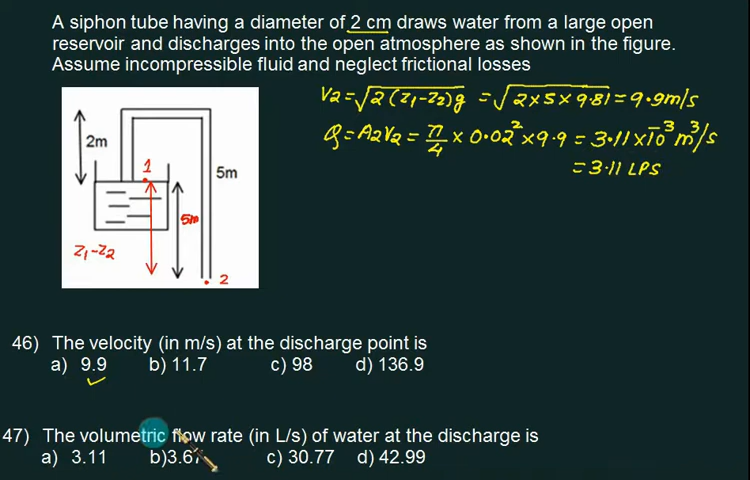 A siphon tube having a diameter of 2 cm draws water from a large open
reservoir and discharges into the open atmosphere as shown in the figure.
Assume incompressible fluid and neglect frictional losses
V2 = √2(Z1-Z2)g = √2×5×9.81 = 9.9m/s
Q = A2V2 = π/4 × 0.02² × 9.9 = 3.11×10⁻³ m³/s
= 3.11 LPS
2m
1
5m
5m
Z1-Z2
2
46) The velocity (in m/s) at the discharge point is
a) 9.9 b) 11.7 c) 98 d) 136.9
47) The volumetric flow rate (in L/s) of water at the discharge is
a) 3.11 b)3.67 c) 30.77 d) 42.99